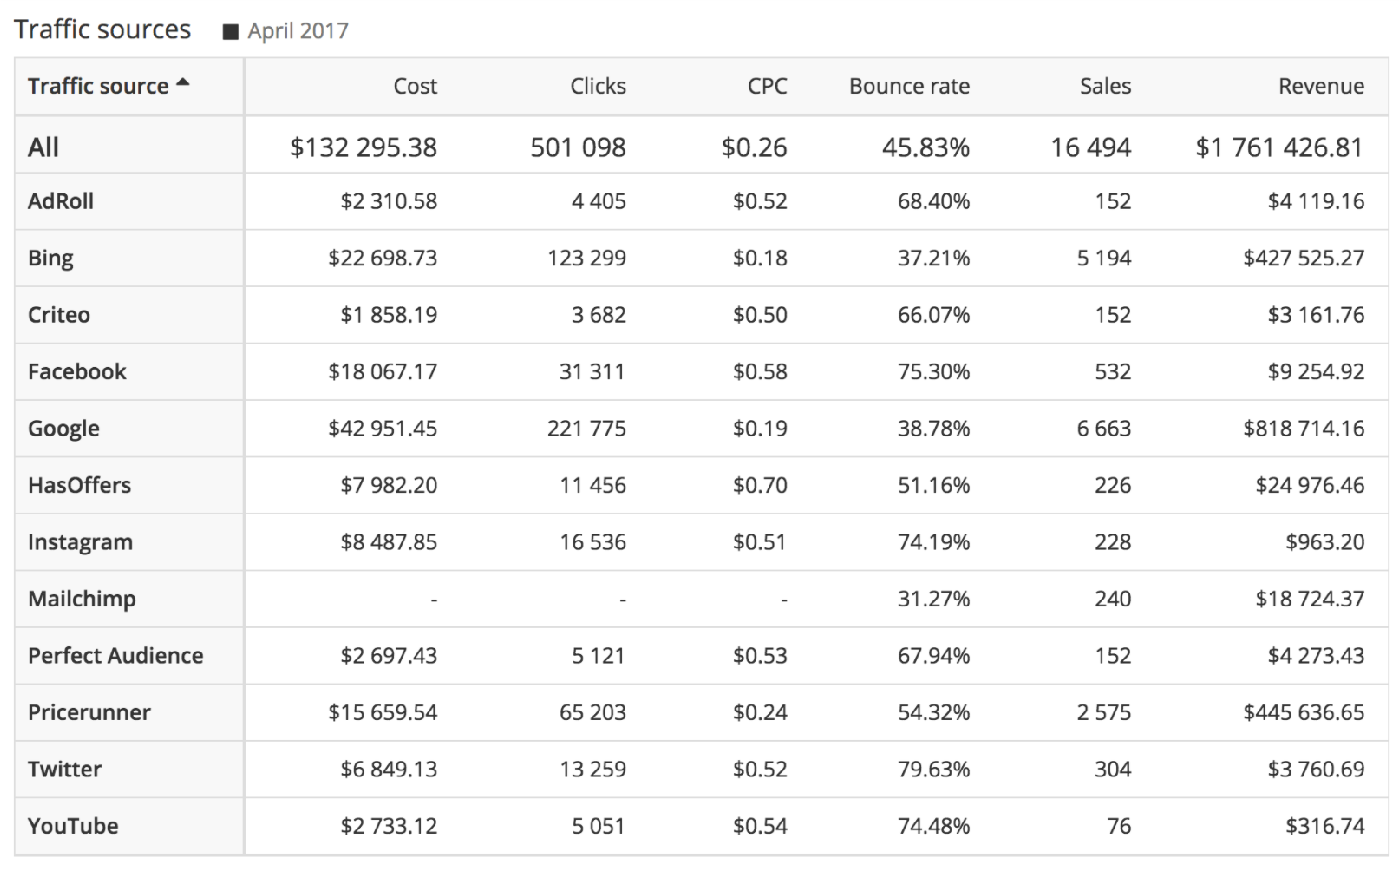 Traffic sources ■ April 2017
Traffic source Cost Clicks CPC Bounce rate Sales Revenue
All $132 295.38 501 098 $0.26 45.83% 16 494 $1 761 426.81
AdRoll $2 310.58 4 405 $0.52 68.40% 152 $4 119.16
Bing $22 698.73 123 299 $0.18 37.21% 5 194 $427 525.27
Criteo $1 858.19 3 682 $0.50 66.07% 152 $3 161.76
Facebook $18 067.17 31 311 $0.58 75.30% 532 $9 254.92
Google $42 951.45 221 775 $0.19 38.78% 6 663 $818 714.16
HasOffers $7 982.20 11 456 $0.70 51.16% 226 $24 976.46
Instagram $8 487.85 16 536 $0.51 74.19% 228 $963.20
Mailchimp - - - 31.27% 240 $18 724.37
Perfect Audience $2 697.43 5 121 $0.53 67.94% 152 $4 273.43
Pricerunner $15 659.54 65 203 $0.24 54.32% 2 575 $445 636.65
Twitter $6 849.13 13 259 $0.52 79.63% 304 $3 760.69
YouTube $2 733.12 5 051 $0.54 74.48% 76 $316.74